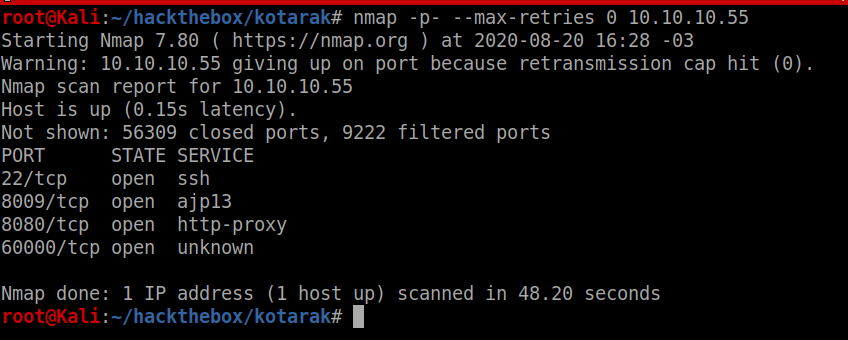 root@Kali:~/hackthebox/kotarak# nmap -p- --max-retries 0 10.10.10.55
Starting Nmap 7.80 ( https://nmap.org ) at 2020-08-20 16:28 -03
Warning: 10.10.10.55 giving up on port because retransmission cap hit (0).
Nmap scan report for 10.10.10.55
Host is up (0.15s latency).
Not shown: 56309 closed ports, 9222 filtered ports
PORT      STATE SERVICE
22/tcp    open  ssh
8009/tcp  open  ajp13
8080/tcp  open  http-proxy
60000/tcp open  unknown

Nmap done: 1 IP address (1 host up) scanned in 48.20 seconds
root@Kali:~/hackthebox/kotarak#